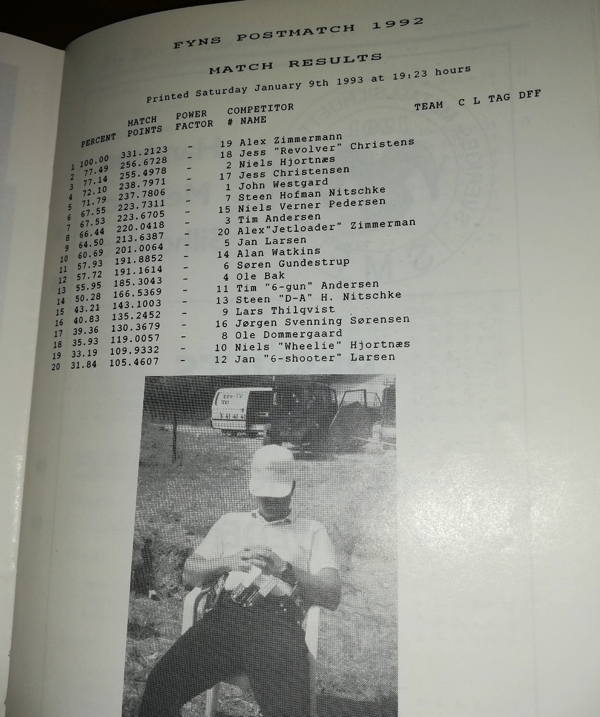 FYNS POSTMATCH 1992
MATCH RESULTS
Printed Saturday January 9th 1993 at 19:23 hours
MATCH POWER COMPETITOR
PERCENT POINTS FACTOR # NAME TEAM C L TAG DFF
1 100.00 331.2123 - 19 Alex Zimmermann
2 77.49 256.6728 - 18 Jess "Revolver" Christens
3 77.14 255.4978 - 2 Niels Hjortnæs
4 72.10 238.7971 - 17 Jess Christensen
5 71.79 237.7806 - 1 John Westgard
6 67.55 223.7311 - 7 Steen Hofman Nitschke
7 67.53 223.6705 - 15 Niels Verner Pedersen
8 66.44 220.0418 - 3 Tim Andersen
9 64.50 213.6387 - 20 Alex"Jetloader" Zimmerman
10 60.69 201.0064 - 5 Jan Larsen
11 57.93 191.8852 - 14 Alan Watkins
12 57.72 191.1614 - 6 Søren Gundestrup
13 55.95 185.3043 - 4 Ole Bak
14 50.28 166.5369 - 11 Tim "6-gun" Andersen
15 43.21 143.1003 - 13 Steen "D-A" H. Nitschke
16 40.83 135.2452 - 9 Lars Thilqvist
17 39.36 130.3679 - 16 Jørgen Svenning Sørensen
18 35.93 119.0057 - 8 Ole Dommergaard
19 33.19 109.9332 - 10 Niels "Wheelie" Hjortnæs
20 31.84 105.4607 - 12 Jan "6-shooter" Larsen